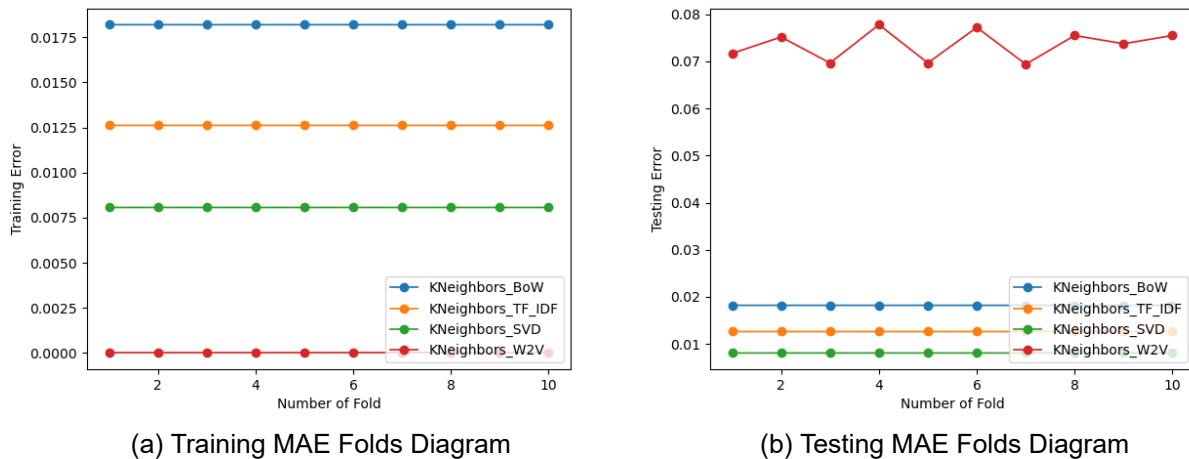 0.0175
0.0150
0.0125
0.0100
0.0075
0.0050
0.0025
0.0000
Training Error
2 4 6 8 10
Number of Fold
KNeighbors_BoW
KNeighbors_TF_IDF
KNeighbors_SVD
KNeighbors_W2V
(a) Training MAE Folds Diagram
0.08
0.07
0.06
0.05
0.04
0.03
0.02
0.01
Testing Error
2 4 6 8 10
Number of Fold
KNeighbors_BoW
KNeighbors_TF_IDF
KNeighbors_SVD
KNeighbors_W2V
(b) Testing MAE Folds Diagram